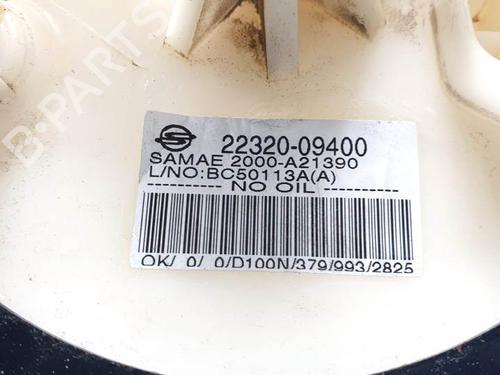 B-PARTS
22320-09400
SAMAE 2000-A21390
L/NO:BC50113A(A)
---------- NO OIL ----------
OK/ 0/ 0/D100N/379/993/2825